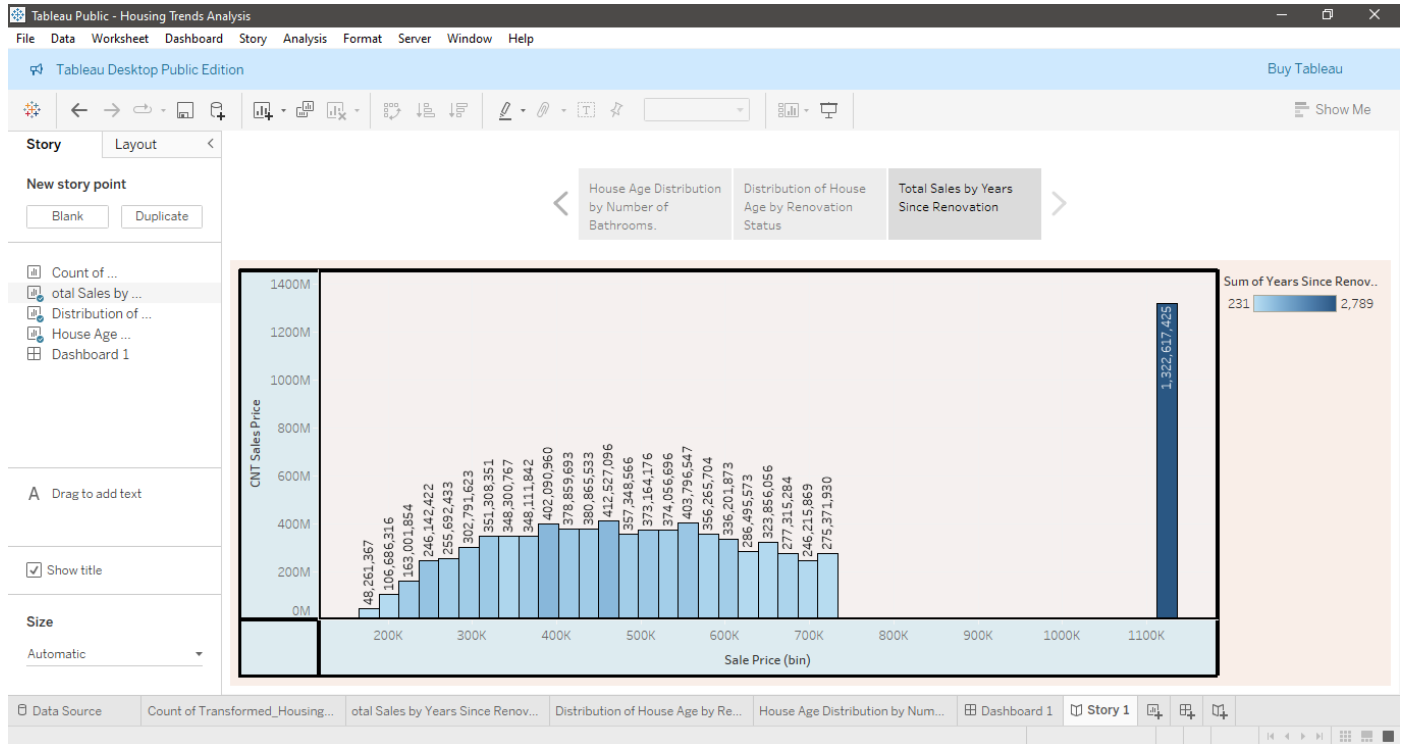 Tableau Public - Housing Trends Analysis
File Data Worksheet Dashboard Story Analysis Format Server Window Help
Tableau Desktop Public Edition
Buy Tableau
Show Me
Story Layout
New story point
Blank Duplicate
Count of ...
otal Sales by ...
Distribution of ...
House Age ...
Dashboard 1
A Drag to add text
Show title
Size
Automatic
House Age Distribution
by Number of
Bathrooms.
Distribution of House
Age by Renovation
Status
Total Sales by Years
Since Renovation
CNT Sales Price
1400M
1200M
1000M
800M
600M
400M
200M
0M
48,261,367
106,686,316
163,001,854
246,142,422
255,692,433
302,791,623
351,308,351
348,300,767
348,111,842
402,090,960
378,859,693
380,865,533
412,527,096
357,348,566
373,164,176
374,056,696
403,796,547
356,265,704
336,201,873
286,495,573
323,856,056
277,315,284
246,215,869
275,371,930
1,322,617,425
200K 300K 400K 500K 600K 700K 800K 900K 1000K 1100K
Sale Price (bin)
Sum of Years Since Renov..
231 2,789
Data Source Count of Transformed_Housing... otal Sales by Years Since Renov... Distribution of House Age by Re... House Age Distribution by Num... Dashboard 1 Story 1